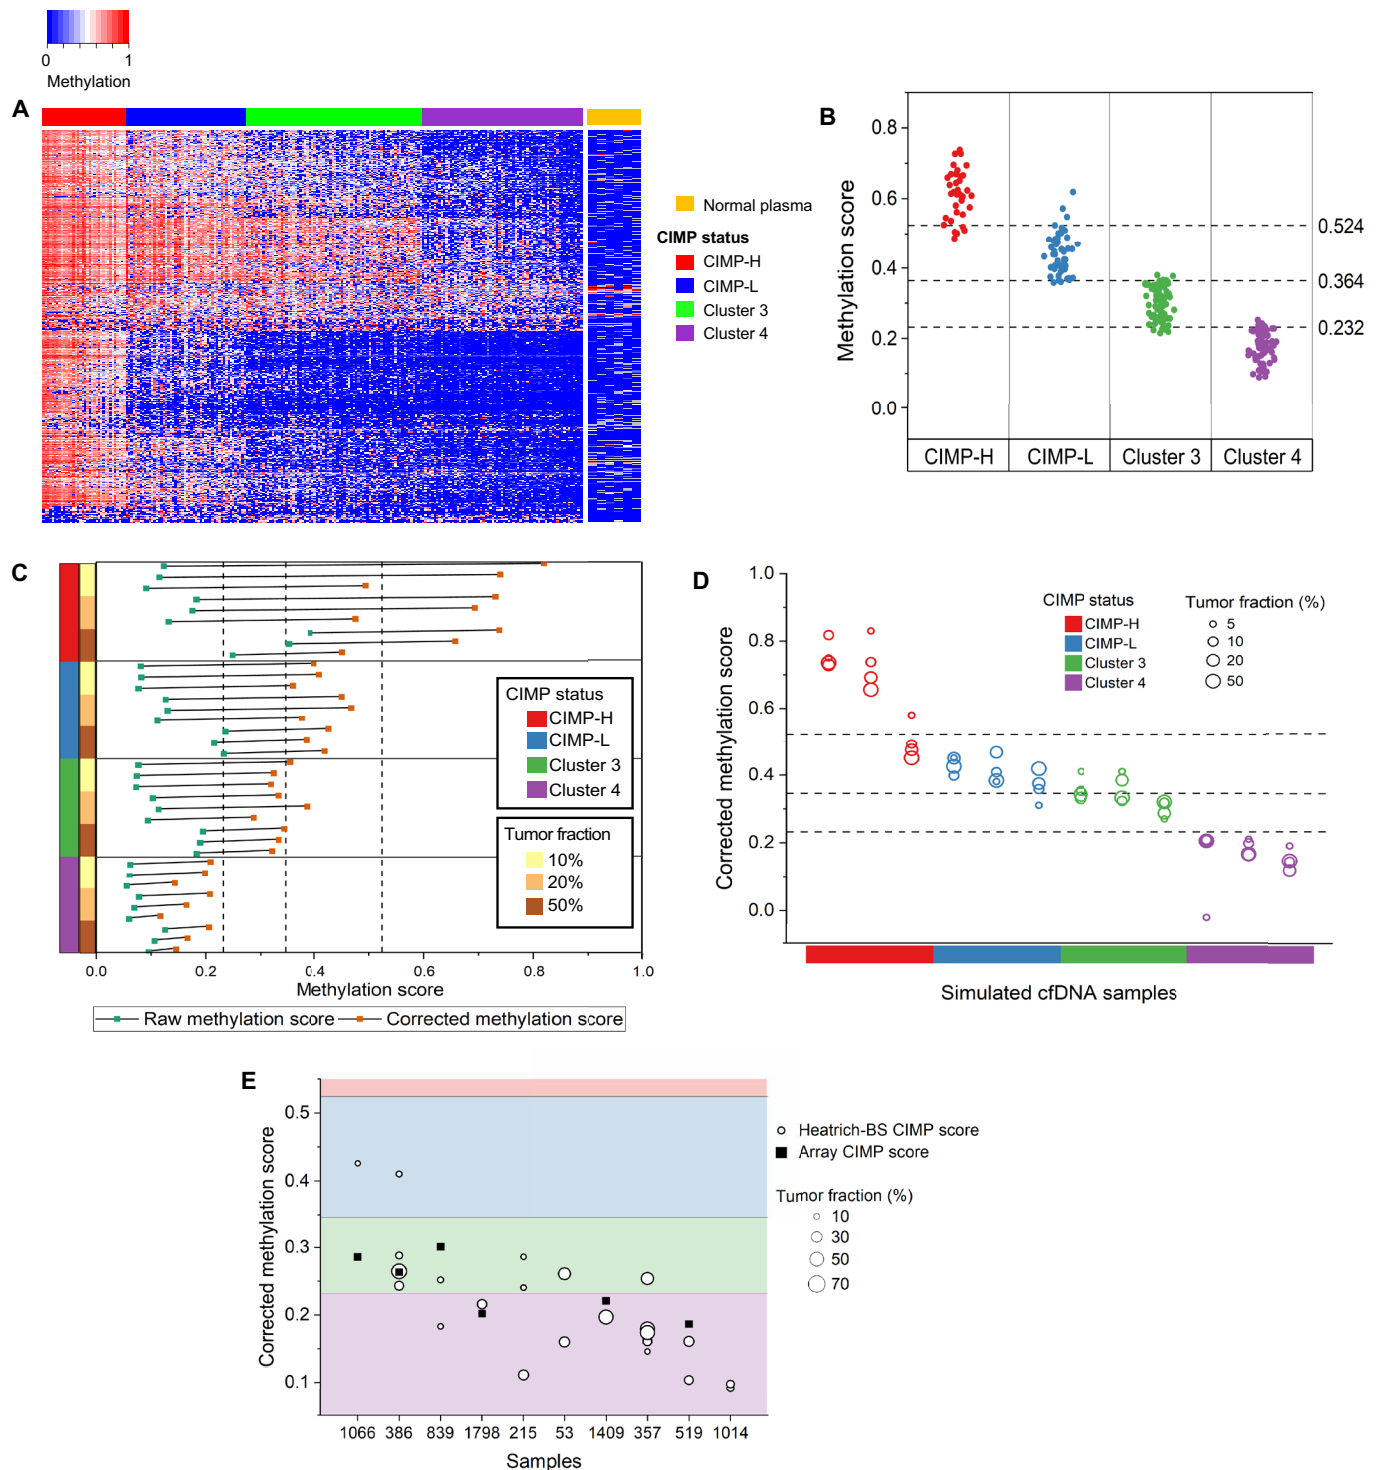 0 1
Methylation
A
Normal plasma
CIMP status
CIMP-H
CIMP-L
Cluster 3
Cluster 4
B
Methylation score
0.8
0.6
0.4
0.2
0.0
0.524
0.364
0.232
CIMP-H CIMP-L Cluster 3 Cluster 4
C
CIMP status
CIMP-H
CIMP-L
Cluster 3
Cluster 4
Tumor fraction
10%
20%
50%
0.0 0.2 0.4 0.6 0.8 1.0
Methylation score
Raw methylation score Corrected methylation score
D
Corrected methylation score
1.0
0.8
0.6
0.4
0.2
0.0
CIMP status
CIMP-H
CIMP-L
Cluster 3
Cluster 4
Tumor fraction (%)
5
10
20
50
Simulated cfDNA samples
E
Corrected methylation score
0.5
0.4
0.3
0.2
0.1
Heatrich-BS CIMP score
Array CIMP score
Tumor fraction (%)
10
30
50
70
1066 386 839 1798 215 53 1409 357 519 1014
Samples